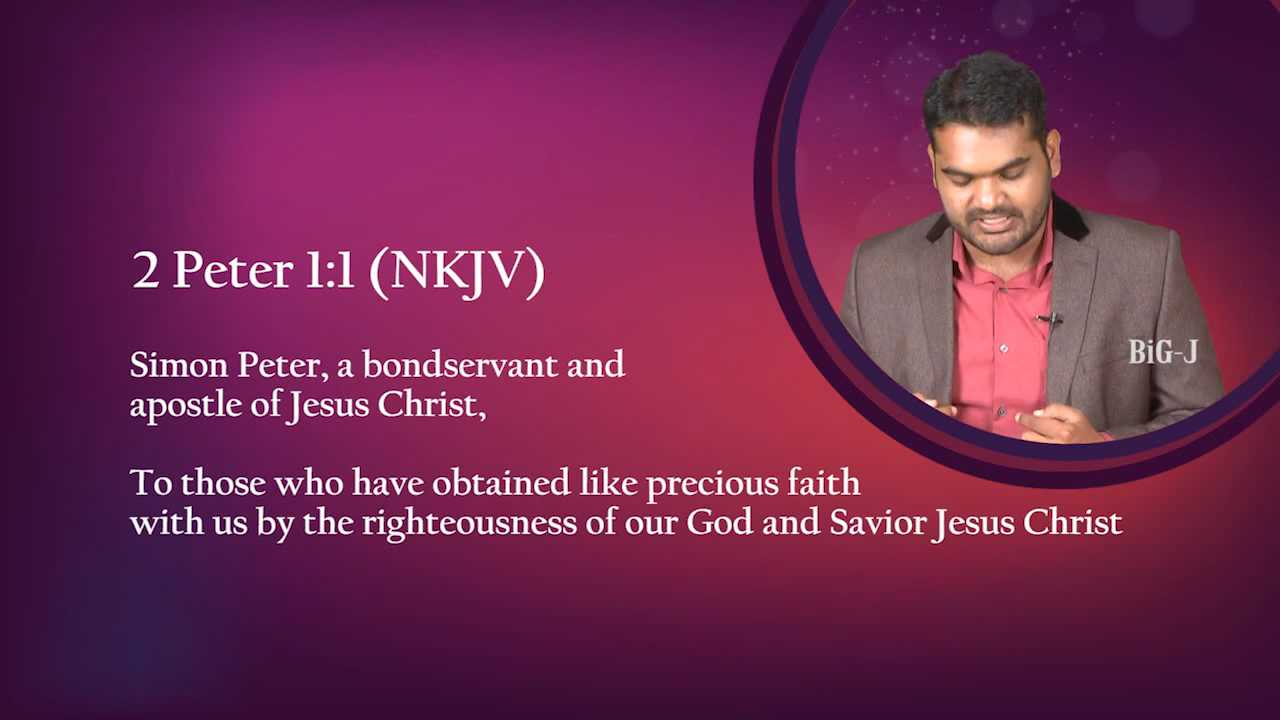 2 Peter 1:1 (NKJV)
Simon Peter, a bondservant and
apostle of Jesus Christ,
To those who have obtained like precious faith
with us by the righteousness of our God and Savior Jesus Christ
BiG-J